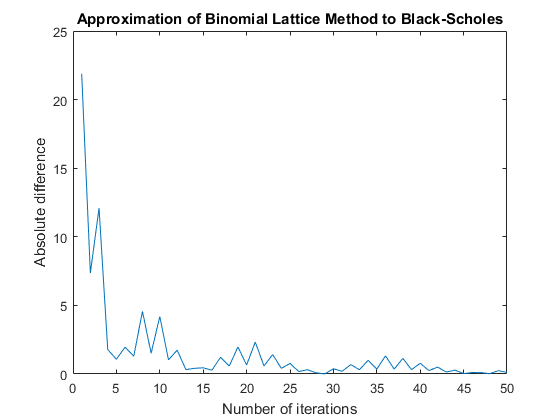 Approximation of Binomial Lattice Method to Black-Scholes
25
20
15
10
5
0
Absolute difference
0 5 10 15 20 25 30 35 40 45 50
Number of iterations